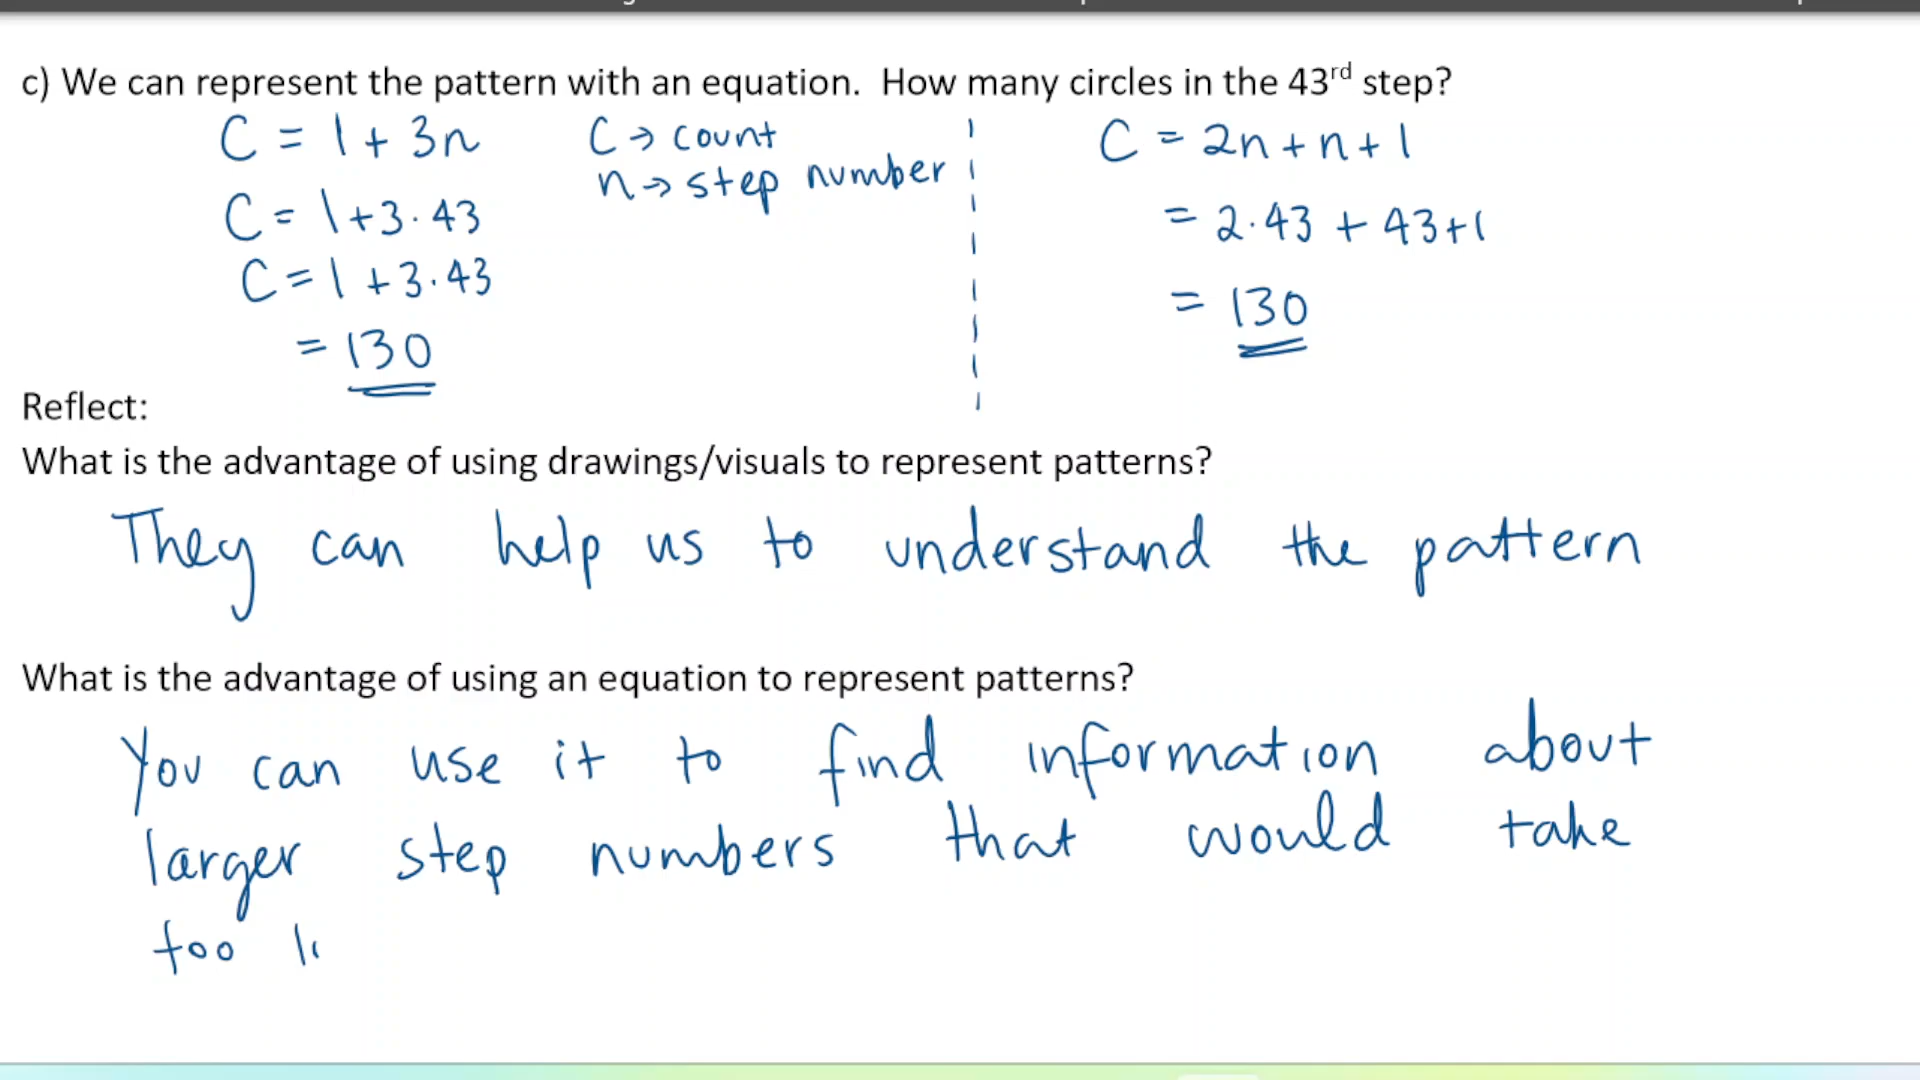 c) We can represent the pattern with an equation. How many circles in the 43rd step?
C = 1 + 3n
C → count
n → step number
C = 2n + n + 1
C = 1 + 3·43
= 2·43 + 43 + 1
C = 1 + 3·43
= 130
= 130
Reflect:
What is the advantage of using drawings/visuals to represent patterns?
They can help us to understand the pattern
What is the advantage of using an equation to represent patterns?
You can use it to find information about
larger step numbers that would take
too